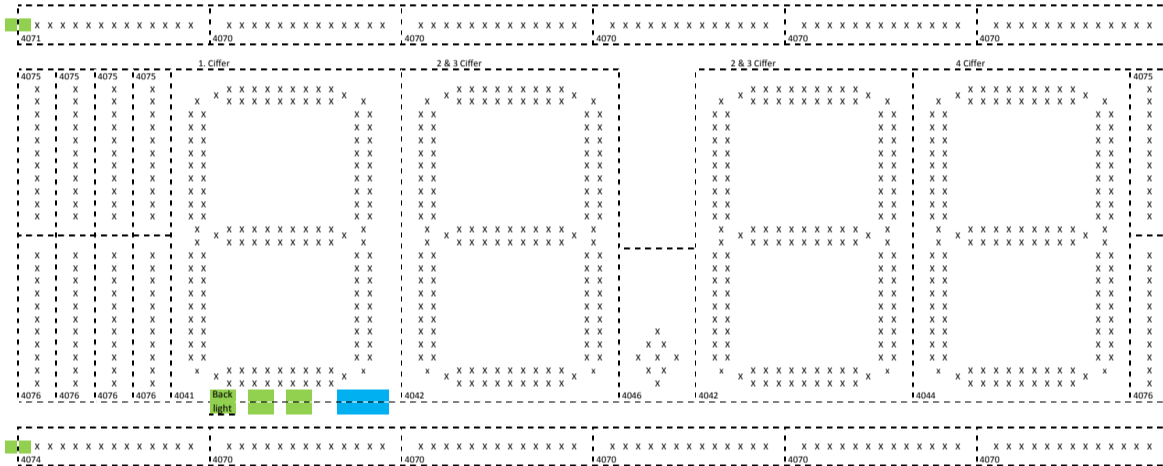 4071 4070 4070 4070 4070 4070
1. Ciffer 2 & 3 Ciffer 2 & 3 Ciffer 4 Ciffer
4075 4075 4075 4075 4075
4076 4076 4076 4076 4041 Back 4042 4046 4042 4044 4076
light
4074 4070 4070 4070 4070 4070